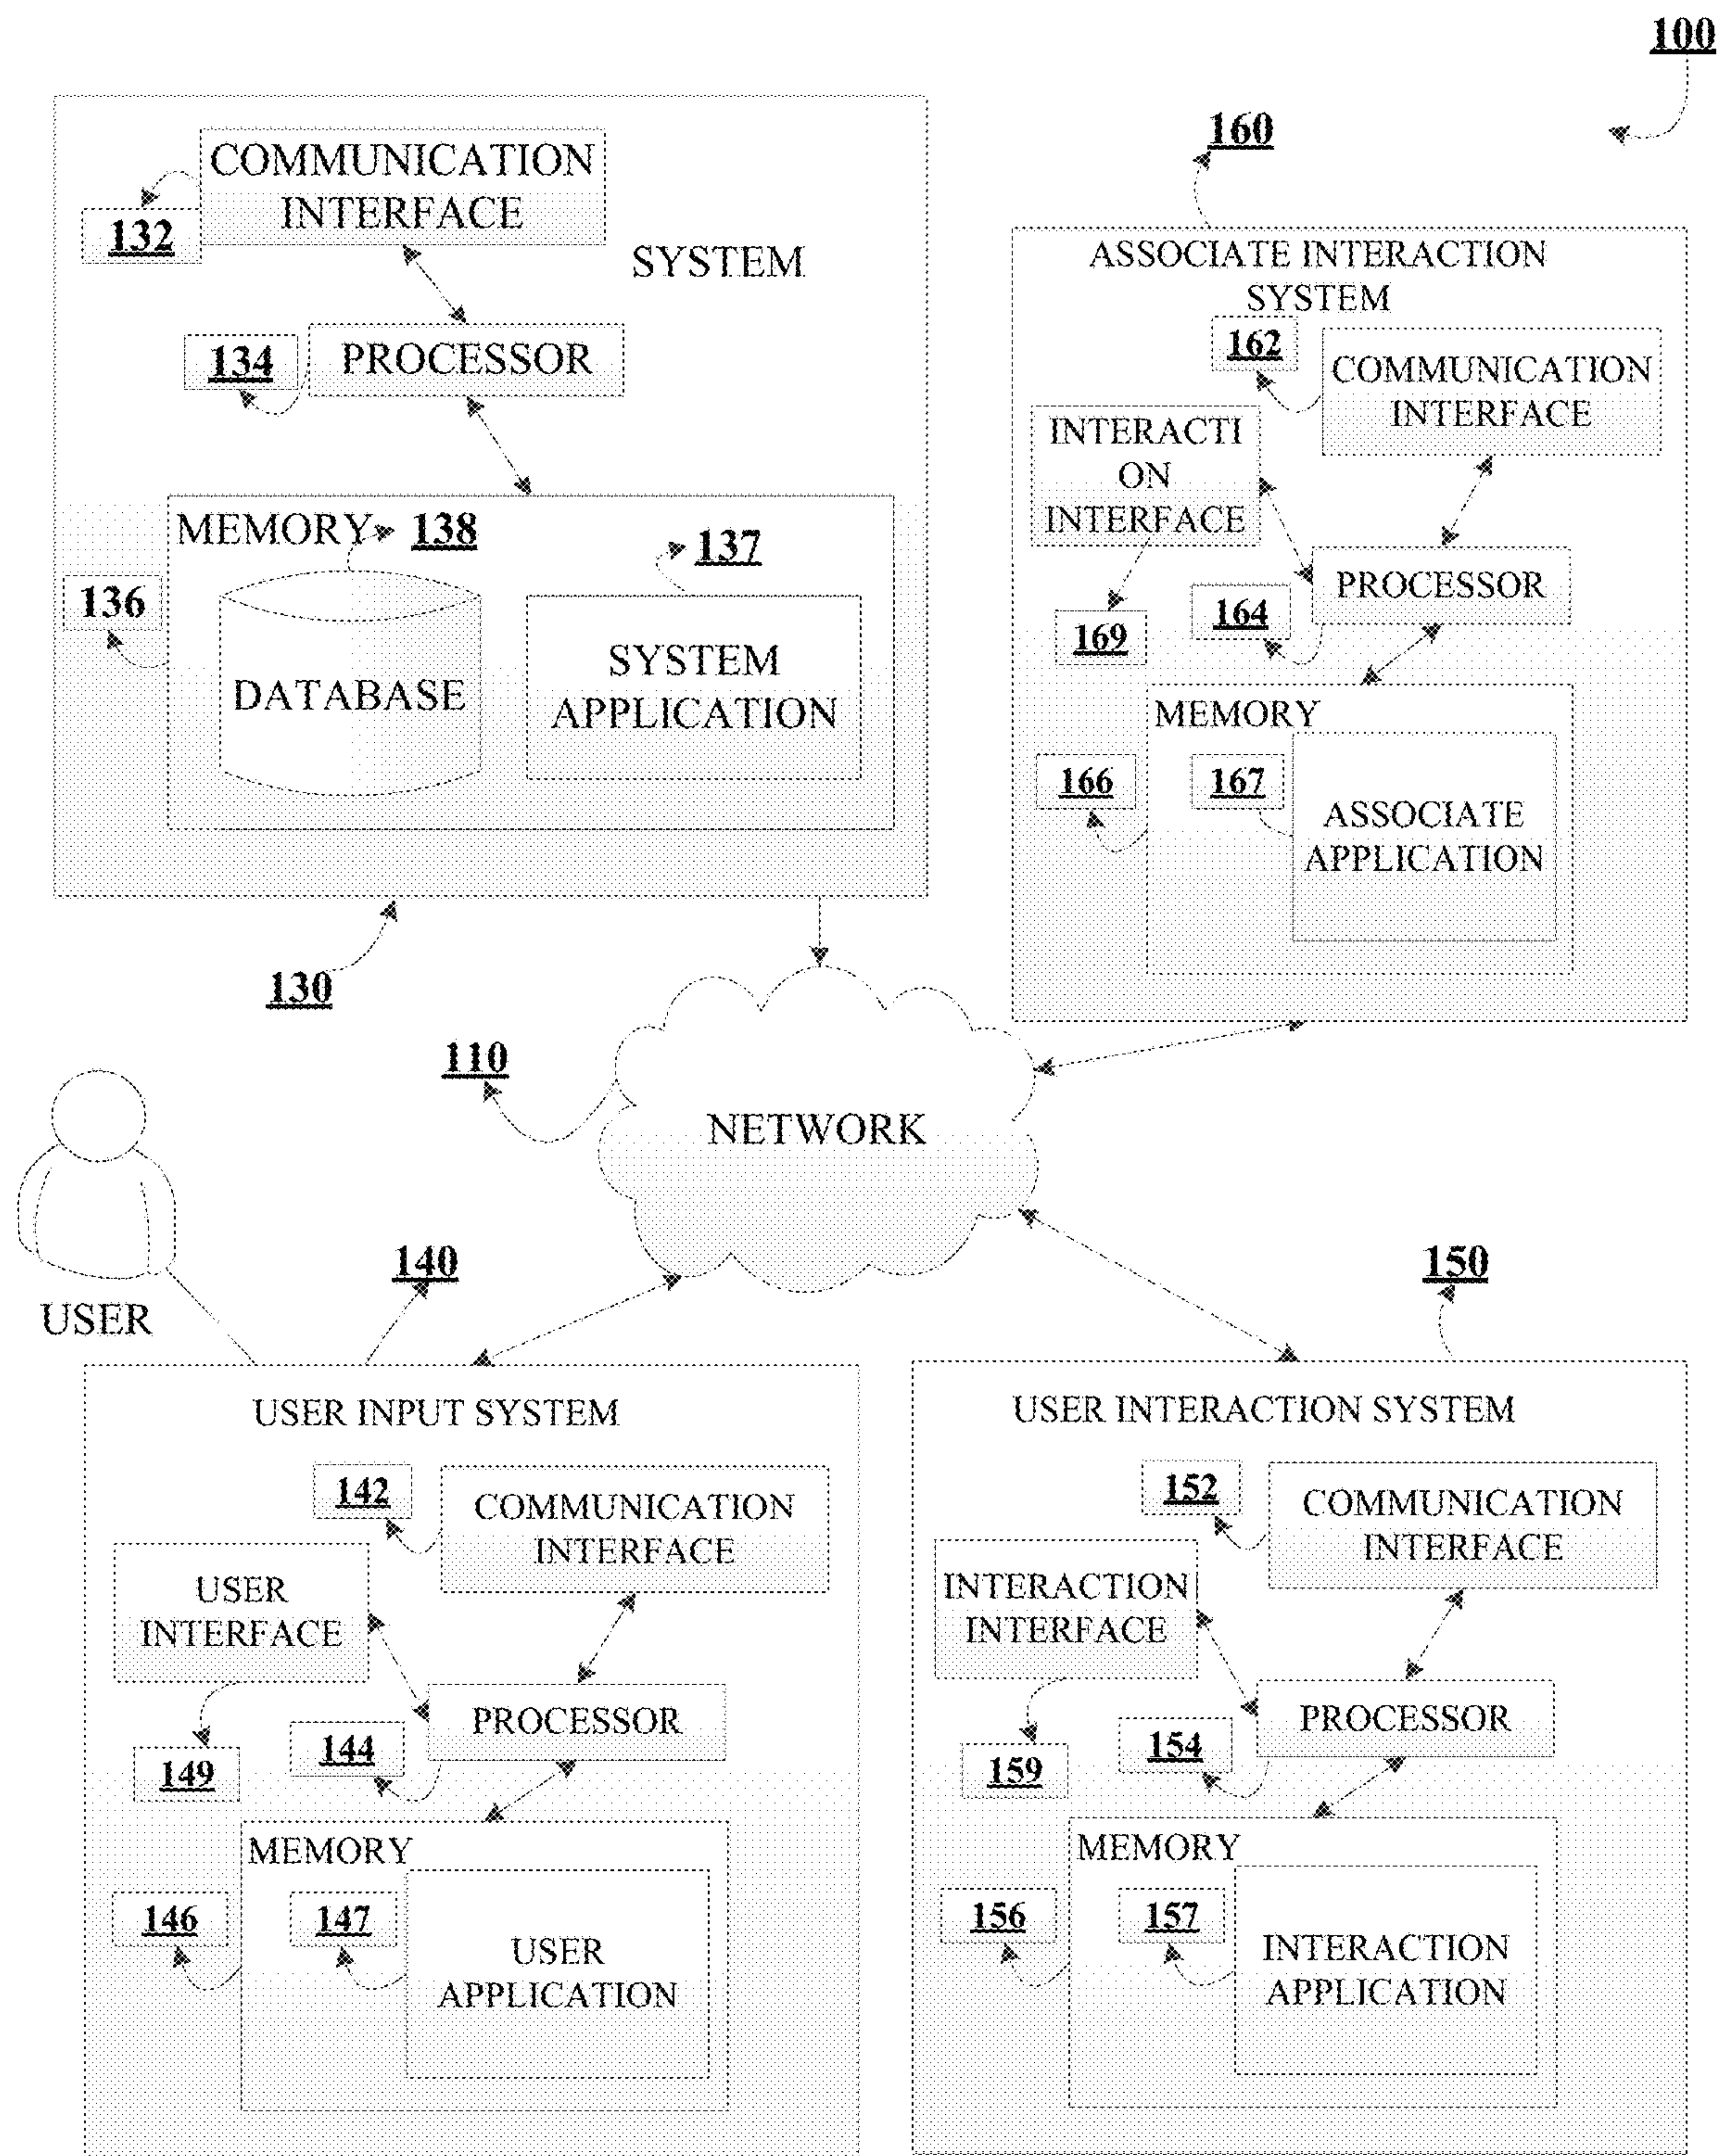 100
COMMUNICATION
INTERFACE
132
SYSTEM
134
PROCESSOR
MEMORY
138
137
136
DATABASE
SYSTEM
APPLICATION
130
160
ASSOCIATE INTERACTION
SYSTEM
162
COMMUNICATION
INTERFACE
INTERACTI
ON
INTERFACE
PROCESSOR
164
169
MEMORY
166
167
ASSOCIATE
APPLICATION
110
NETWORK
USER
140
150
USER INPUT SYSTEM
142
COMMUNICATION
INTERFACE
USER
INTERFACE
PROCESSOR
144
149
MEMORY
146
147
USER
APPLICATION
USER INTERACTION SYSTEM
152
COMMUNICATION
INTERFACE
INTERACTION
INTERFACE
PROCESSOR
154
159
MEMORY
156
157
INTERACTION
APPLICATION